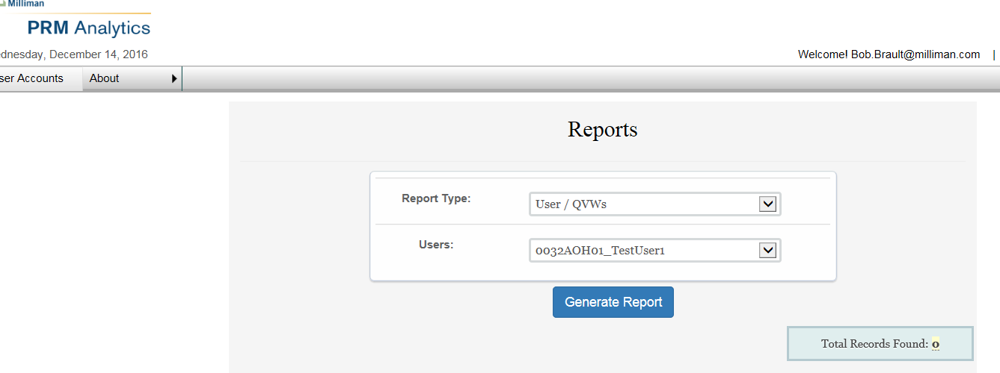 Milliman
PRM Analytics
dnesday, December 14, 2016
Welcome! Bob.Brault@milliman.com |
ser Accounts
About
Reports
Report Type:
User / QVWs
Users:
0032AOH01_TestUser1
Generate Report
Total Records Found: 0